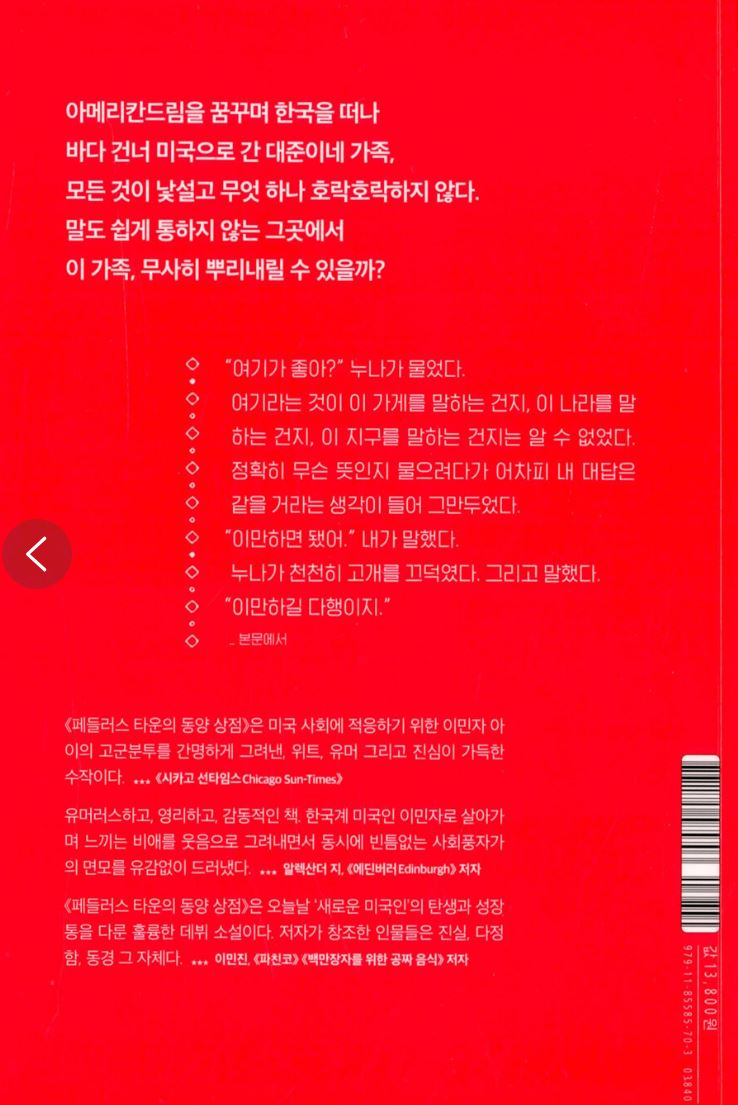 아메리칸드림을 꿈꾸며 한국을 떠나
바다 건너 미국으로 간 대준이네 가족,
모든 것이 낯설고 무엇 하나 호락호락하지 않다.
말도 쉽게 통하지 않는 그곳에서
이 가족, 무사히 뿌리내릴 수 있을까?
“여기가 좋아?” 누나가 물었다.
여기라는 것이 이 가게를 말하는 건지, 이 나라를 말
하는 건지, 이 지구를 말하는 건지는 알 수 없었다.
정확히 무슨 뜻인지 물으려다가 어차피 내 대답은
같을 거라는 생각이 들어 그만두었다.
“이만하면 됐어.” 내가 말했다.
누나가 천천히 고개를 끄덕였다. 그리고 말했다.
“이만하길 다행이지.”
_ 본문에서
《페들러스 타운의 동양 상점》은 미국 사회에 적응하기 위한 이민자 아
이의 고군분투를 간명하게 그려낸, 위트, 유머 그리고 진심이 가득한
수작이다. ★★★ 《시카고 선타임스Chicago Sun-Times》
유머러스하고, 영리하고, 감동적인 책. 한국계 미국인 이민자로 살아가
며 느끼는 비애를 웃음으로 그려내면서 동시에 빈틈없는 사회풍자가
의 면모를 유감없이 드러냈다. ★★★ 알렉산더 지, 《에딘버러Edinburgh》 저자
《페들러스 타운의 동양 상점》은 오늘날 ‘새로운 미국인’의 탄생과 성장
통을 다룬 훌륭한 데뷔 소설이다. 저자가 창조한 인물들은 진실, 다정
함, 동경 그 자체다. ★★★ 이민진, 《파친코》 《백만장자를 위한 공짜 음식》 저자
값 13,800원
979-11-85585-70-3 03840